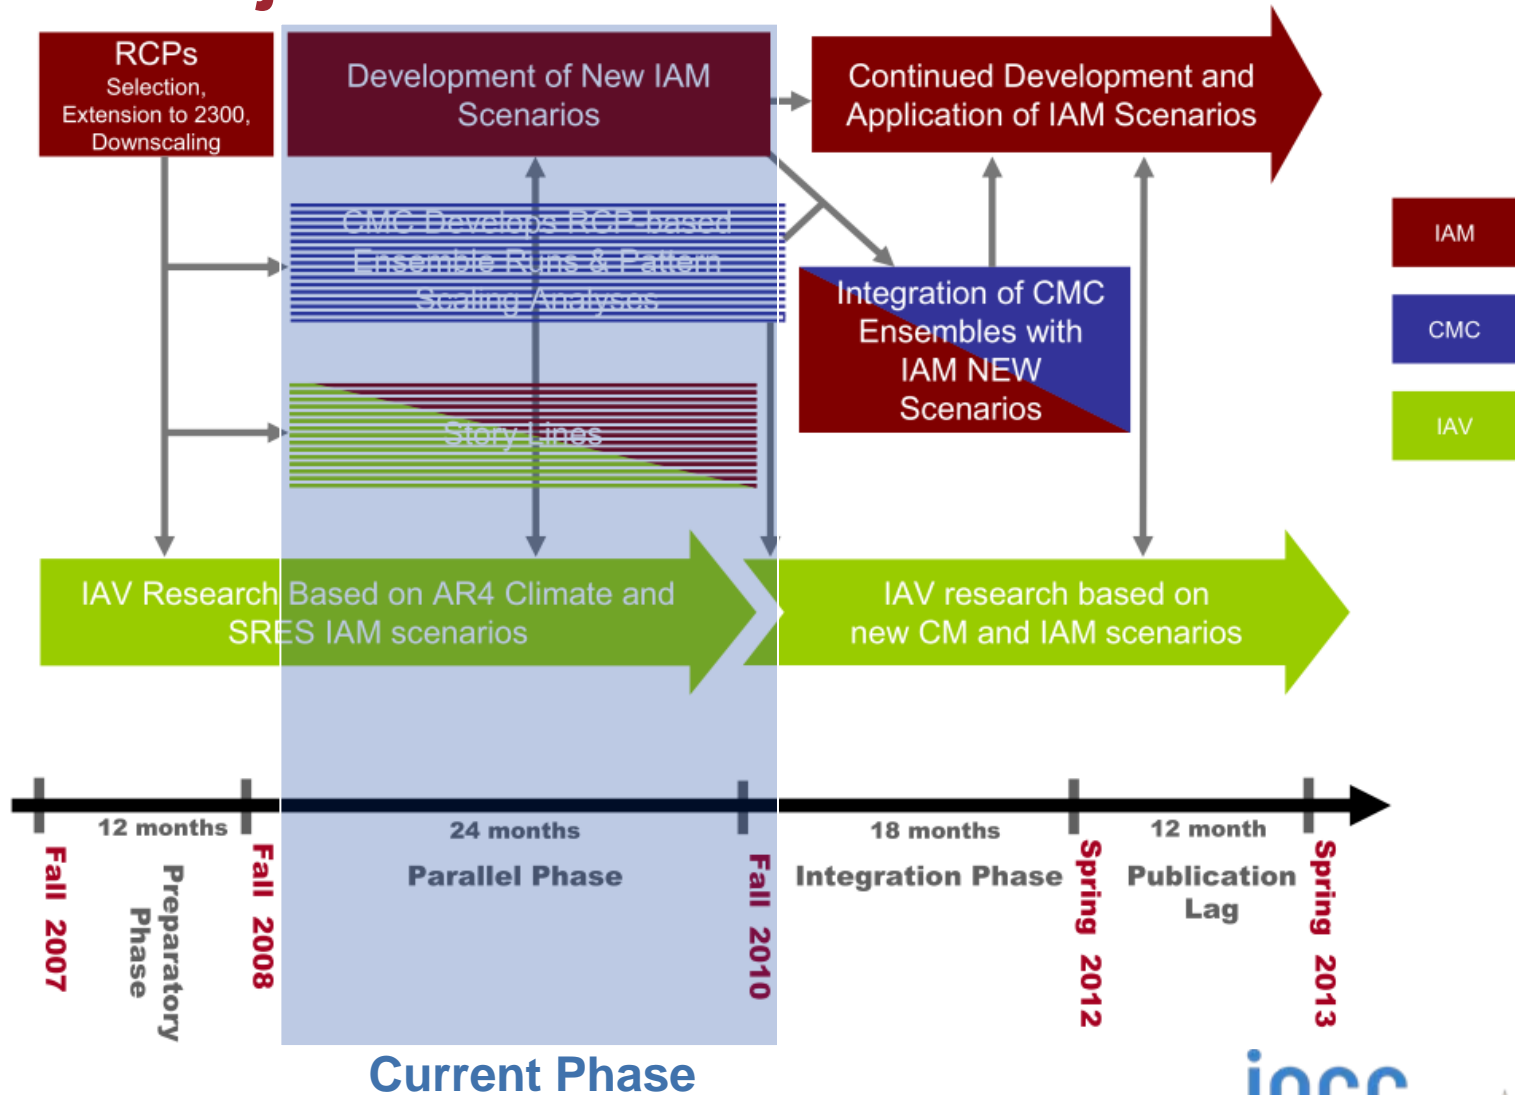 RCPs
Selection,
Extension to 2300,
Downscaling
Development of New IAM
Scenarios
Continued Development and
Application of IAM Scenarios
CMC Develops RCP-based
Ensemble Runs & Pattern
Scaling Analyses
Integration of CMC
Ensembles with
IAM NEW
Scenarios
Story Lines
IAM
CMC
IAV
IAV Research Based on AR4 Climate and
SRES IAM scenarios
IAV research based on
new CM and IAM scenarios
12 months
24 months
18 months
12 month
Fall 2007
Preparatory
Phase
Fall 2008
Parallel Phase
Fall 2010
Integration Phase
Spring 2012
Publication
Lag
Spring 2013
Current Phase
ipcc